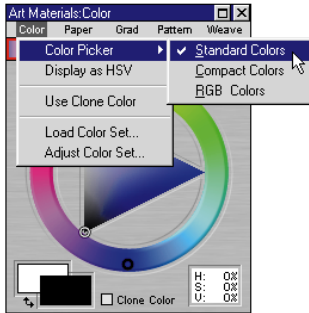 Art Materials:Color
Color Paper Grad Pattern Weave
Color Picker
Display as HSV
Use Clone Color
Load Color Set...
Adjust Color Set...
Standard Colors
Compact Colors
RGB Colors
H: 0%
S: 0%
V: 0%
Clone Color